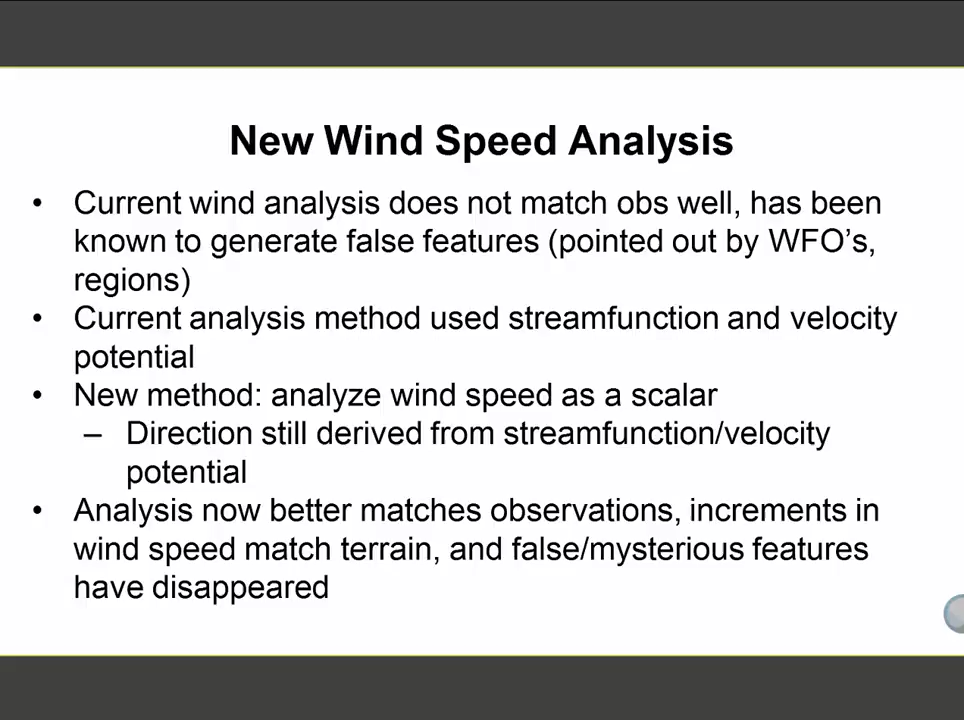 New Wind Speed Analysis
• Current wind analysis does not match obs well, has been
known to generate false features (pointed out by WFO’s,
regions)
• Current analysis method used streamfunction and velocity
potential
• New method: analyze wind speed as a scalar
– Direction still derived from streamfunction/velocity
potential
• Analysis now better matches observations, increments in
wind speed match terrain, and false/mysterious features
have disappeared